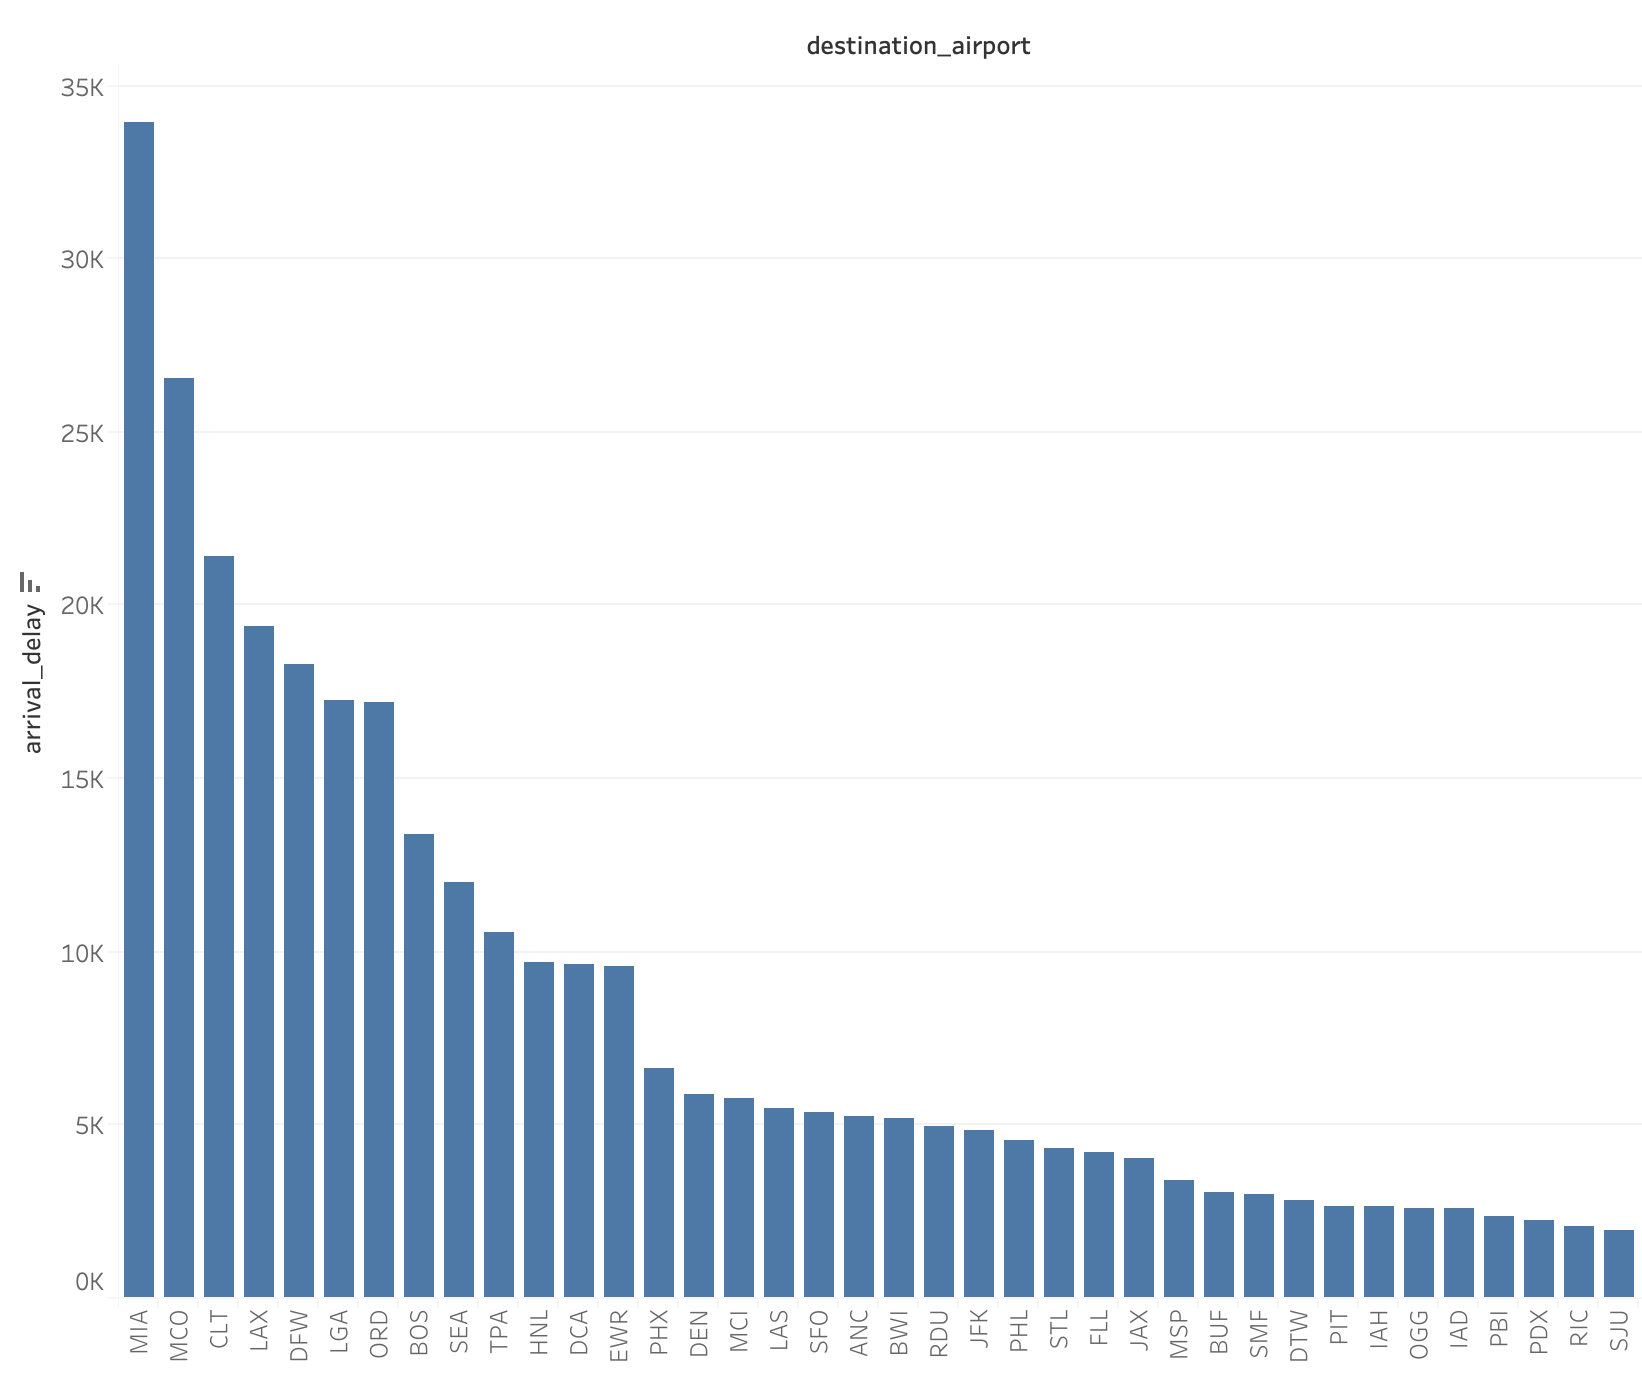 destination_airport
35K
30K
25K
20K
15K
10K
5K
0K
arrival_delay
MIA
MCO
CLT
LAX
DFW
LGA
ORD
BOS
SEA
TPA
HNL
DCA
EWR
PHX
DEN
MCI
LAS
SFO
ANC
BWI
RDU
JFK
PHL
STL
FLL
JAX
MSP
BUF
SMF
DTW
PIT
IAH
OGG
IAD
PBI
PDX
RIC
SJU